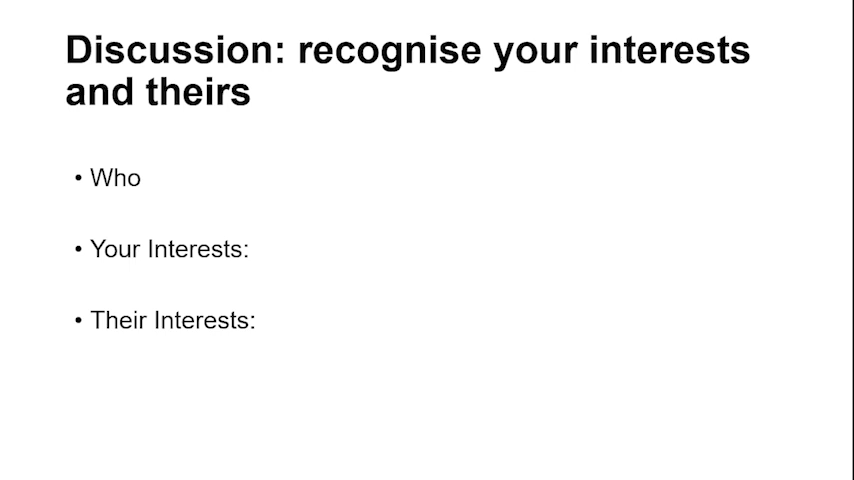 Discussion: recognise your interests
and theirs
• Who
• Your Interests:
• Their Interests: